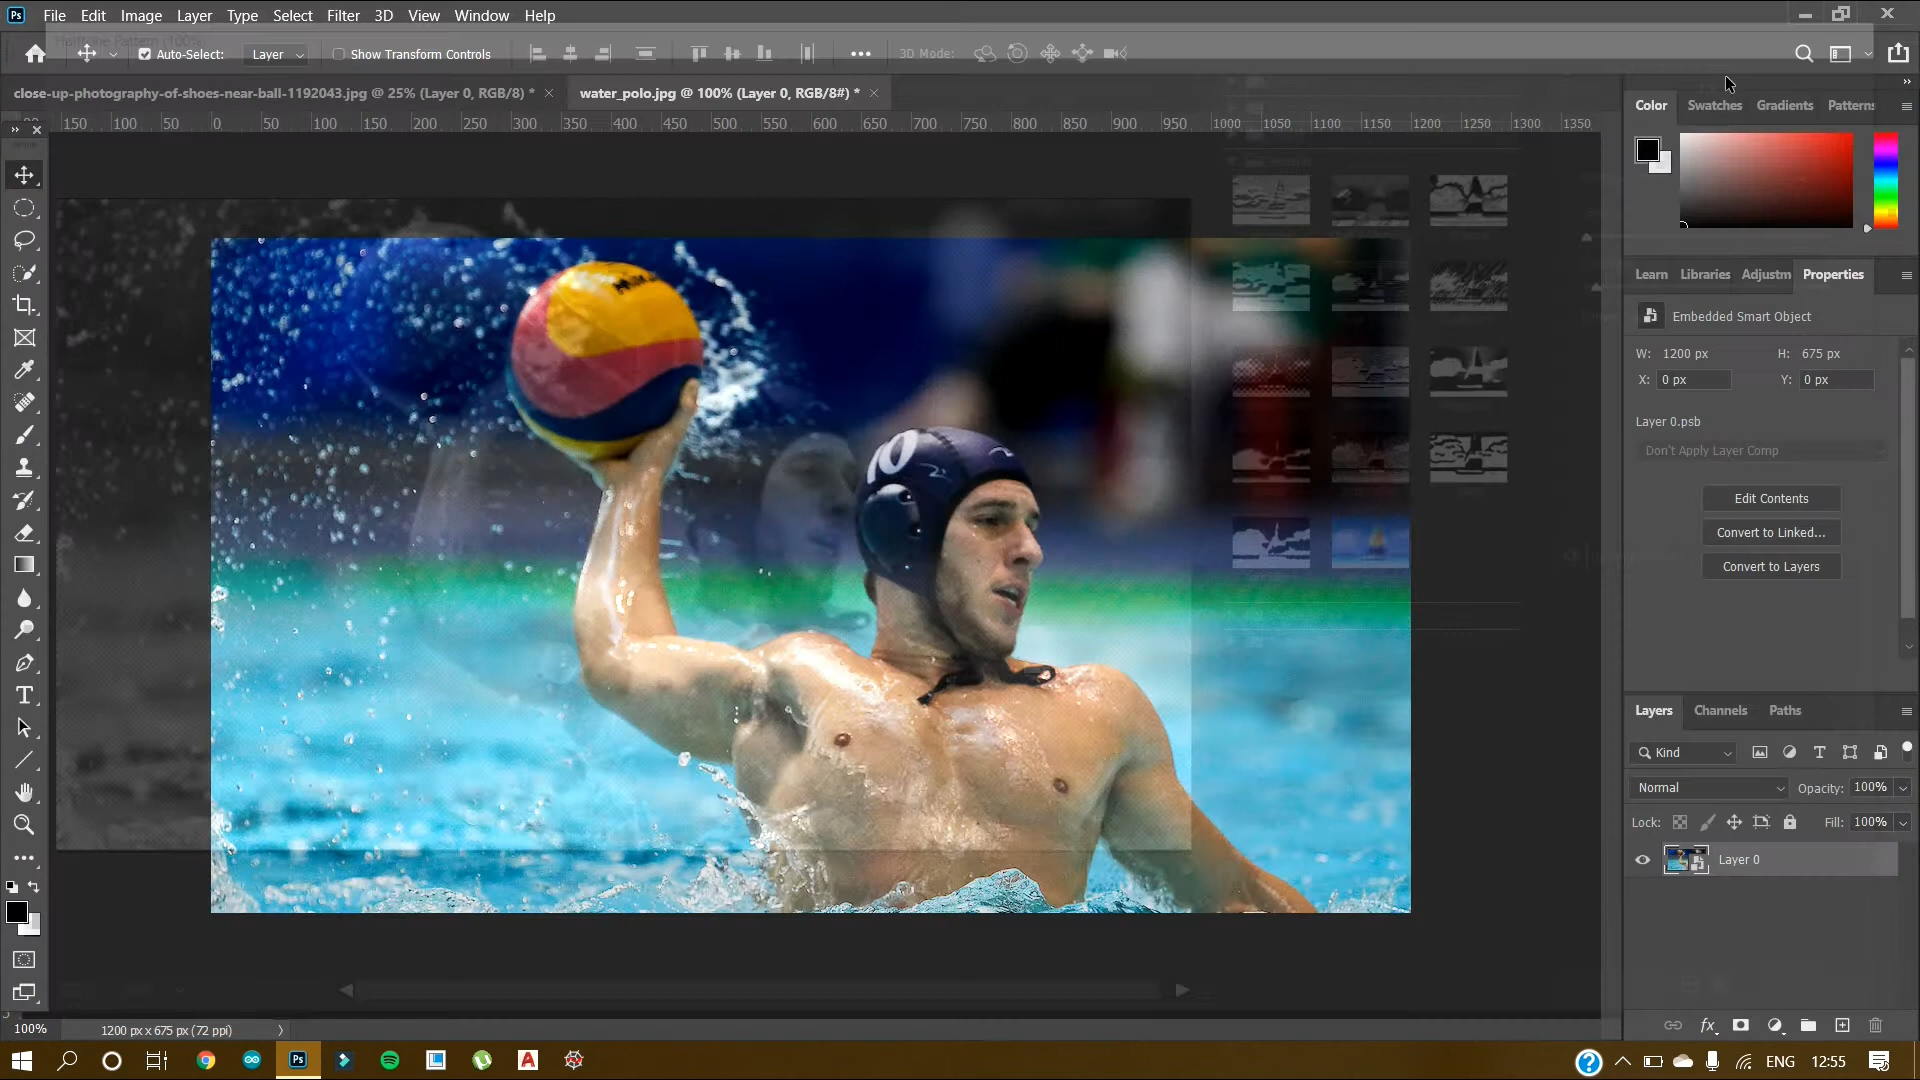 Ps File Edit Image Layer Type Select Filter 3D View Window Help
Halftone Pattern (100%)
Auto-Select: Layer Show Transform Controls 3D Mode:
close-up-photography-of-shoes-near-ball-1192043.jpg @ 25% (Layer 0, RGB/8) * water_polo.jpg @ 100% (Layer 0, RGB/8#) *
150 100 50 0 50 100 150 200 250 300 350 400 450 500 550 600 650 700 750 800 850 900 950 1000 1050 1100 1150 1200 1250 1300 1350
Color Swatches Gradients Patterns
Learn Libraries Adjustm Properties
Embedded Smart Object
W: 1200 px H: 675 px
X: 0 px Y: 0 px
Layer 0.psb
Don't Apply Layer Comp
Edit Contents
Convert to Linked...
Convert to Layers
10
Layers Channels Paths
Kind
Normal Opacity: 100%
Lock: Fill: 100%
Layer 0
fx
100% 1200 px x 675 px (72 ppi)
Ps ENG 12:55